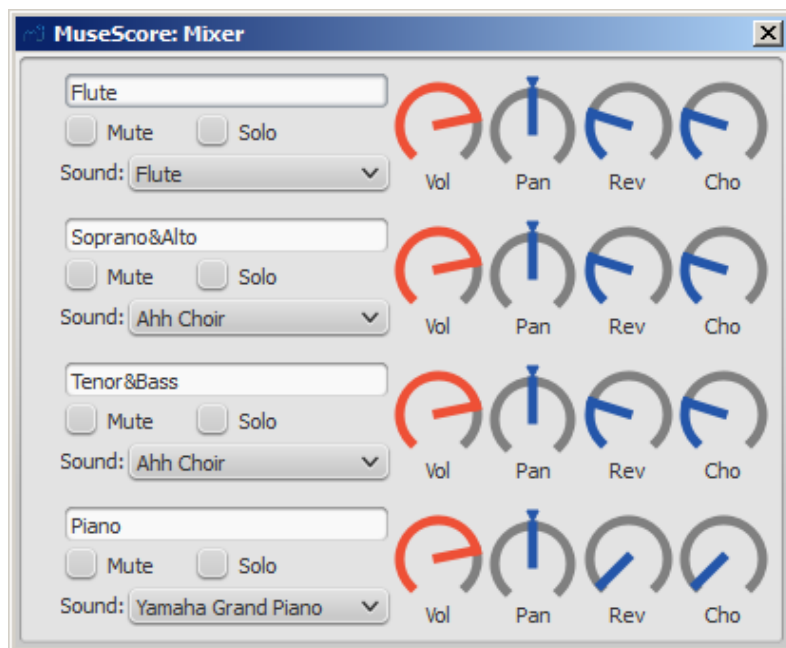 MuseScore: Mixer
Flute
Mute Solo
Sound: Flute
Vol Pan Rev Cho
Soprano&Alto
Mute Solo
Sound: Ahh Choir
Vol Pan Rev Cho
Tenor&Bass
Mute Solo
Sound: Ahh Choir
Vol Pan Rev Cho
Piano
Mute Solo
Sound: Yamaha Grand Piano
Vol Pan Rev Cho